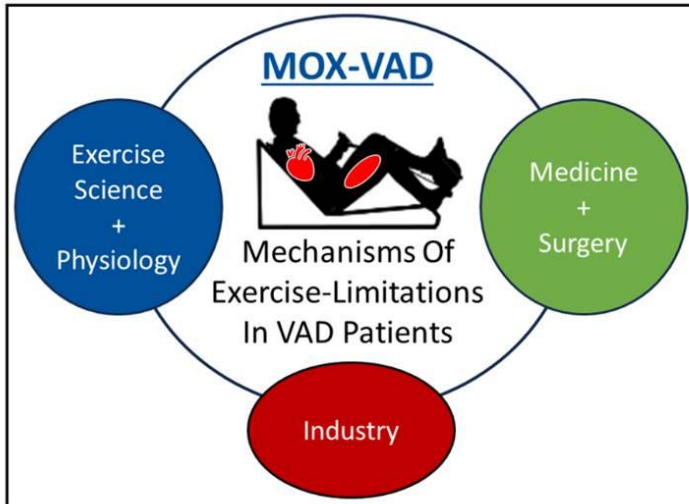 MOX-VAD
Exercise
Science
+
Physiology
Medicine
+
Surgery
Mechanisms Of
Exercise-Limitations
In VAD Patients
Industry